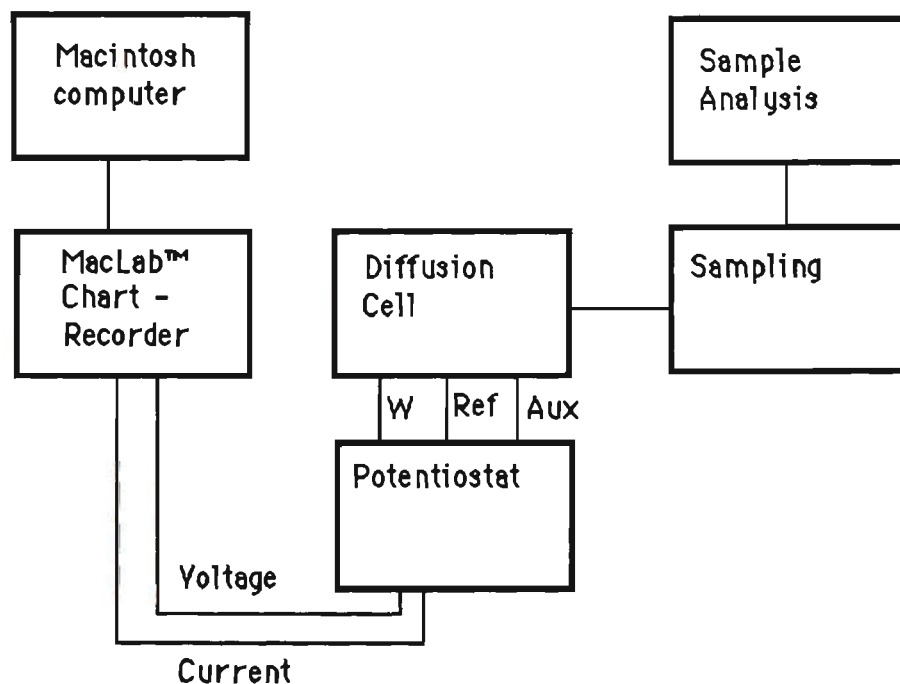 Macintosh
computer
Sample
Analysis
MacLab™
Chart -
Recorder
Diffusion
Cell
Sampling
W
Ref
Aux
Potentiostat
Voltage
Current